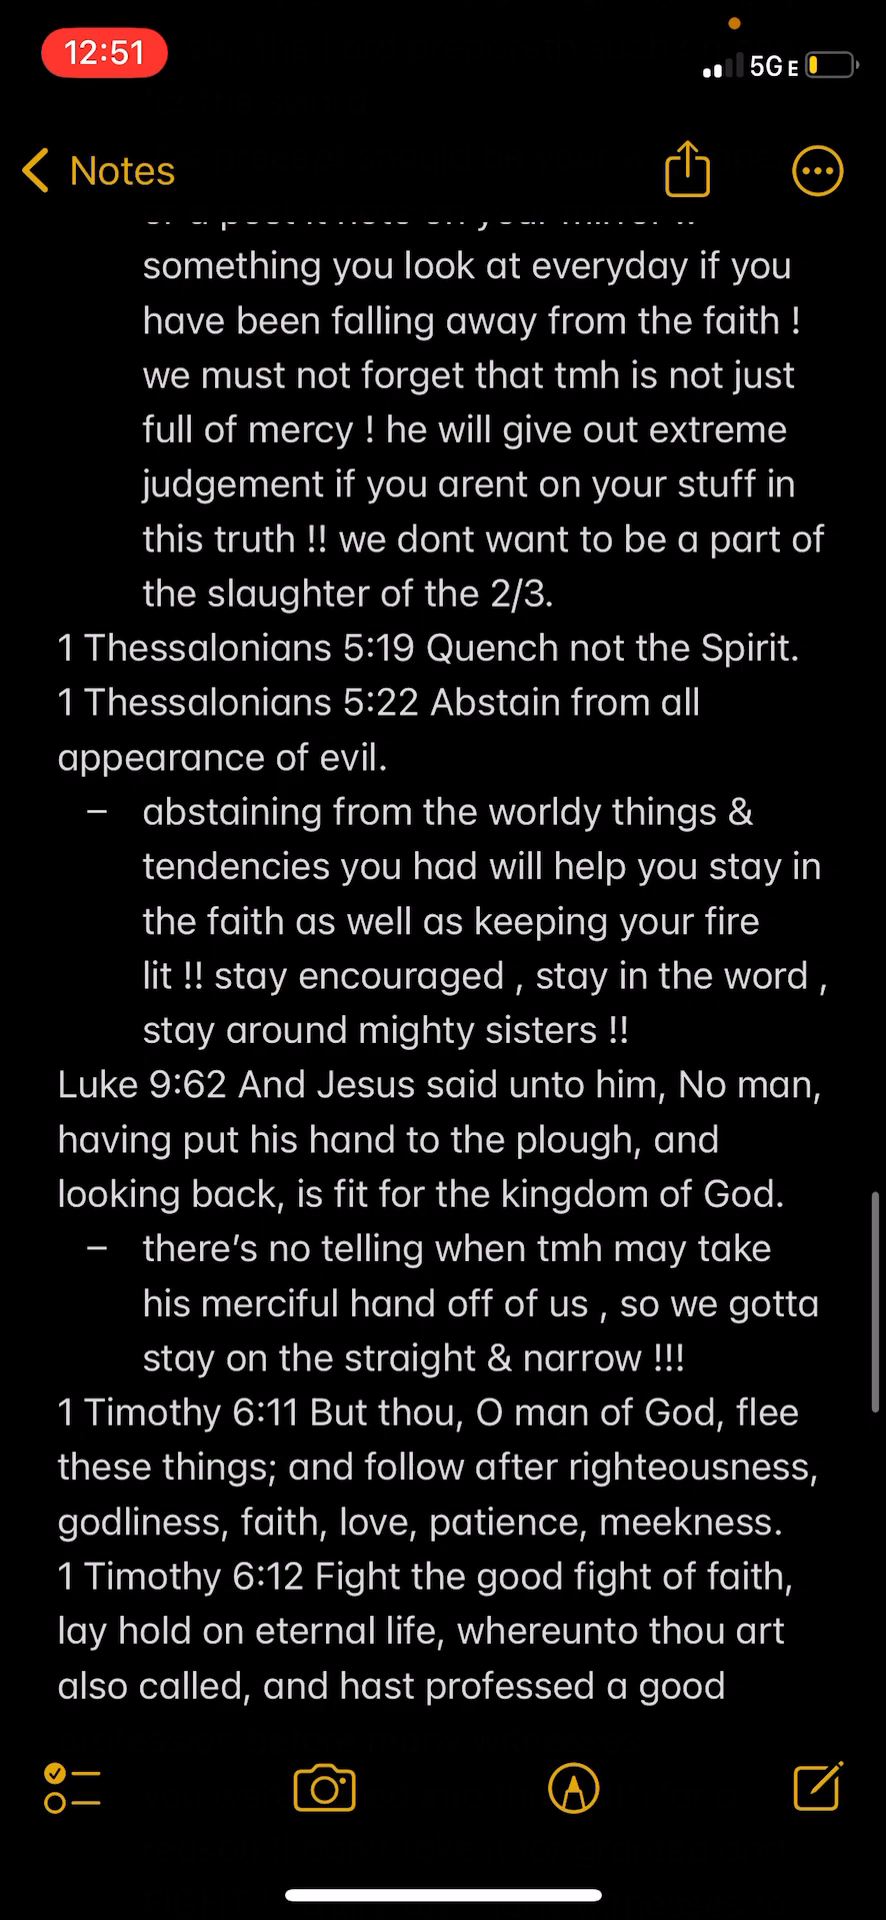 12:51
5G E
Notes
something you look at everyday if you
have been falling away from the faith !
we must not forget that tmh is not just
full of mercy ! he will give out extreme
judgement if you arent on your stuff in
this truth !! we dont want to be a part of
the slaughter of the 2/3.
1 Thessalonians 5:19 Quench not the Spirit.
1 Thessalonians 5:22 Abstain from all
appearance of evil.
– abstaining from the worldy things &
tendencies you had will help you stay in
the faith as well as keeping your fire
lit !! stay encouraged , stay in the word ,
stay around mighty sisters !!
Luke 9:62 And Jesus said unto him, No man,
having put his hand to the plough, and
looking back, is fit for the kingdom of God.
– there’s no telling when tmh may take
his merciful hand off of us , so we gotta
stay on the straight & narrow !!!
1 Timothy 6:11 But thou, O man of God, flee
these things; and follow after righteousness,
godliness, faith, love, patience, meekness.
1 Timothy 6:12 Fight the good fight of faith,
lay hold on eternal life, whereunto thou art
also called, and hast professed a good